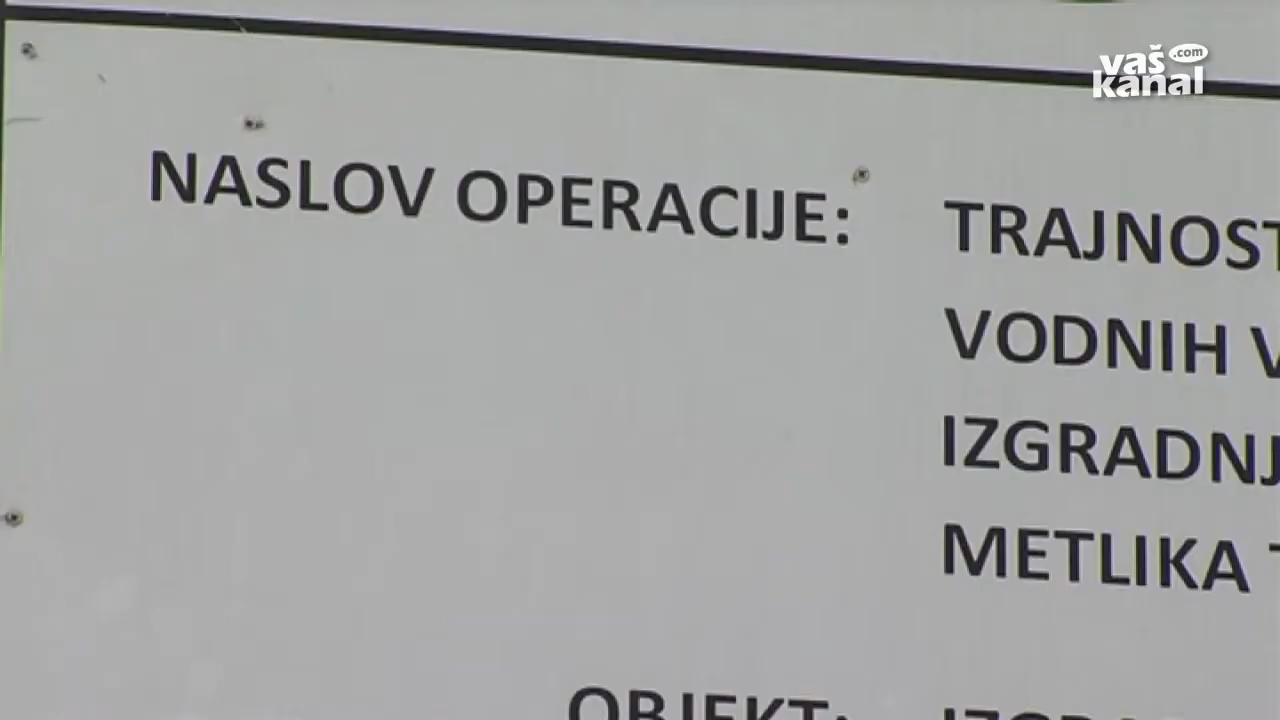 vaš
.com
kanal
NASLOV OPERACIJE: TRAJNOST
VODNIH V
IZGRADNJ
METLIKA T
OBJEKT: